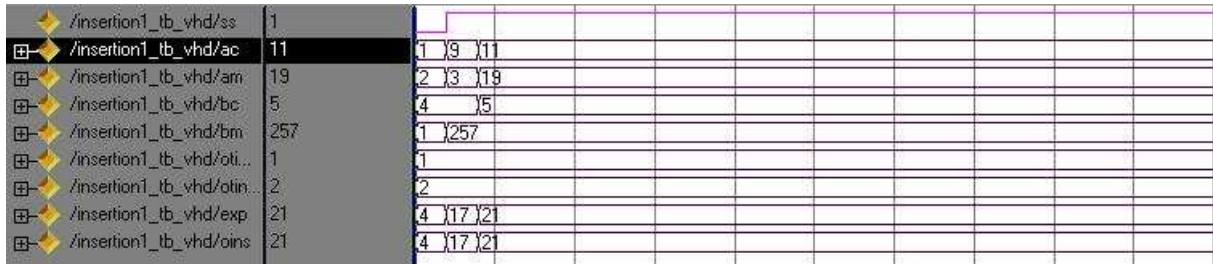 /insertion1_tb_vhd/ss 1
/insertion1_tb_vhd/ac 11 1 9 11
/insertion1_tb_vhd/am 19 2 3 19
/insertion1_tb_vhd/bc 5 4 5
/insertion1_tb_vhd/bm 257 1 257
/insertion1_tb_vhd/oti... 1 1
/insertion1_tb_vhd/otin... 2 2
/insertion1_tb_vhd/exp 21 4 17 21
/insertion1_tb_vhd/oins 21 4 17 21